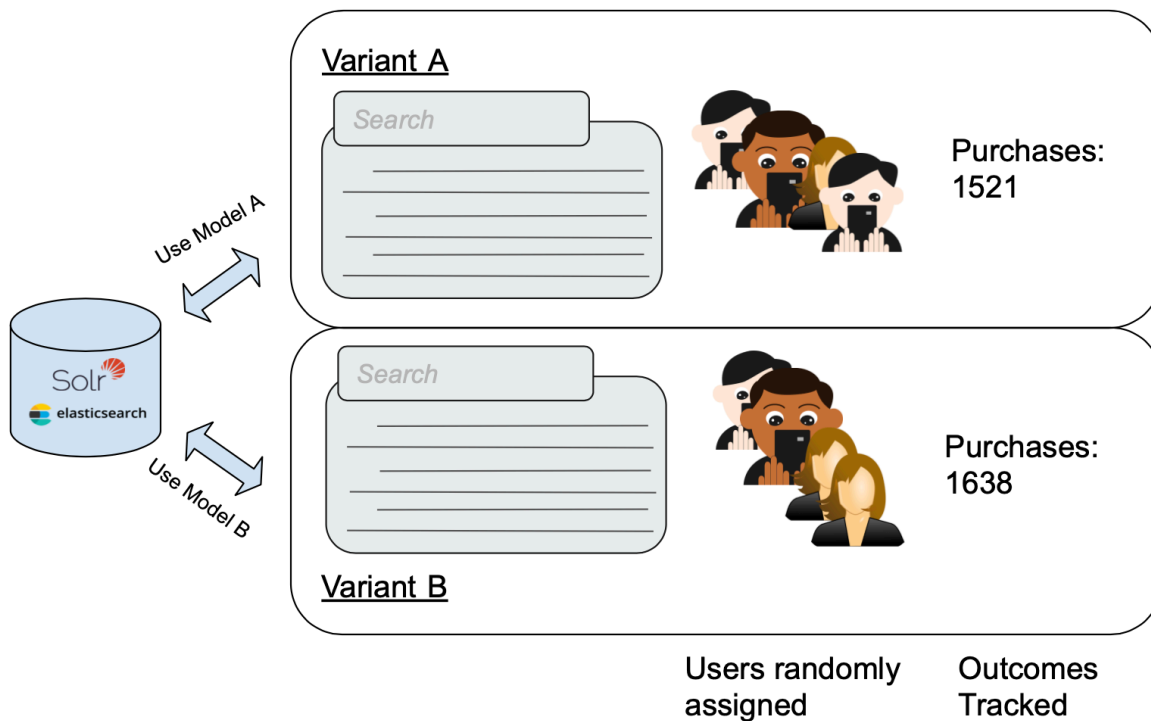 Variant A
Search
Purchases:
1521
Use Model A
Solr
elasticsearch
Use Model B
Search
Purchases:
1638
Variant B
Users randomly
assigned
Outcomes
Tracked